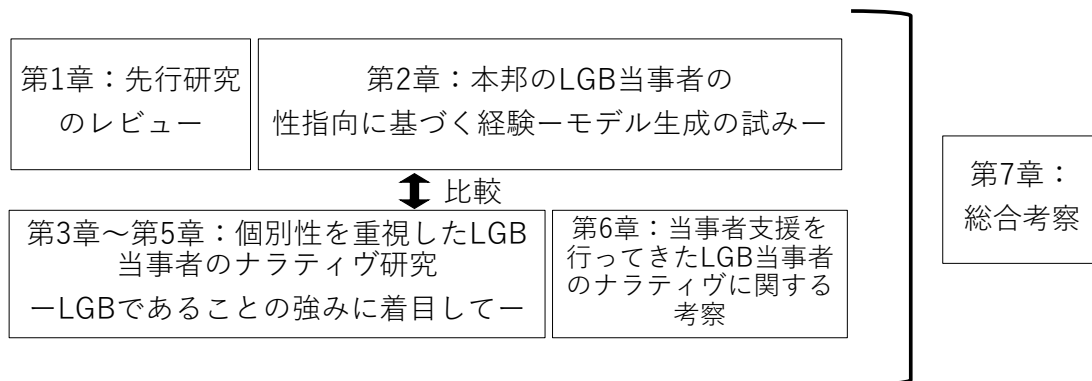 第1章：先行研究
のレビュー
第2章：本邦のLGB当事者の
性指向に基づく経験ーモデル生成の試みー
比較
第3章～第5章：個別性を重視したLGB
当事者のナラティヴ研究
ーLGBであることの強みに着目してー
第6章：当事者支援を
行ってきたLGB当事者
のナラティヴに関する
考察
第7章：
総合考察